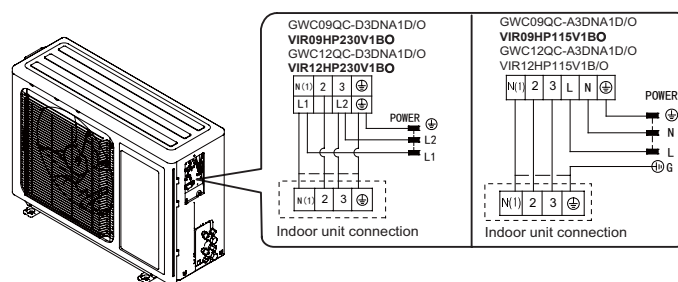 GWC09QC-D3DNA1D/O
VIR09HP230V1BO
GWC12QC-D3DNA1D/O
VIR12HP230V1BO
N(1) 2 3
L1 L2
POWER
L2
L1
N(1) 2 3
Indoor unit connection
GWC09QC-A3DNA1D/O
VIR09HP115V1BO
GWC12QC-A3DNA1D/O
VIR12HP115V1B/O
N(1) 2 3 L N
POWER
N
L
G
N(1) 2 3
Indoor unit connection